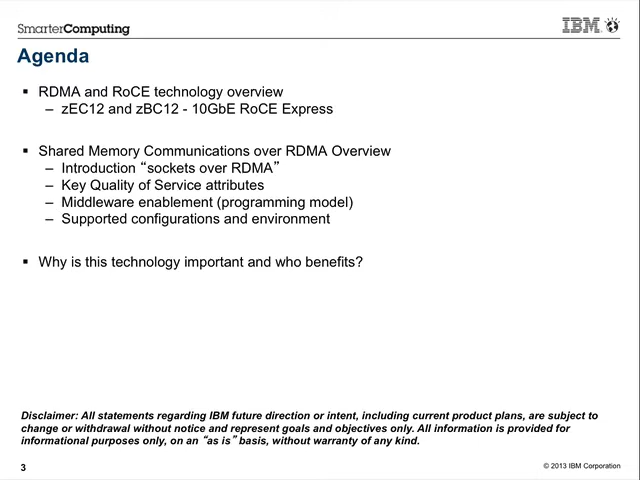 SmarterComputing
IBM
Agenda
▪ RDMA and RoCE technology overview
– zEC12 and zBC12 - 10GbE RoCE Express
▪ Shared Memory Communications over RDMA Overview
– Introduction “sockets over RDMA”
– Key Quality of Service attributes
– Middleware enablement (programming model)
– Supported configurations and environment
▪ Why is this technology important and who benefits?
Disclaimer: All statements regarding IBM future direction or intent, including current product plans, are subject to
change or withdrawal without notice and represent goals and objectives only. All information is provided for
informational purposes only, on an “as is” basis, without warranty of any kind.
3
© 2013 IBM Corporation